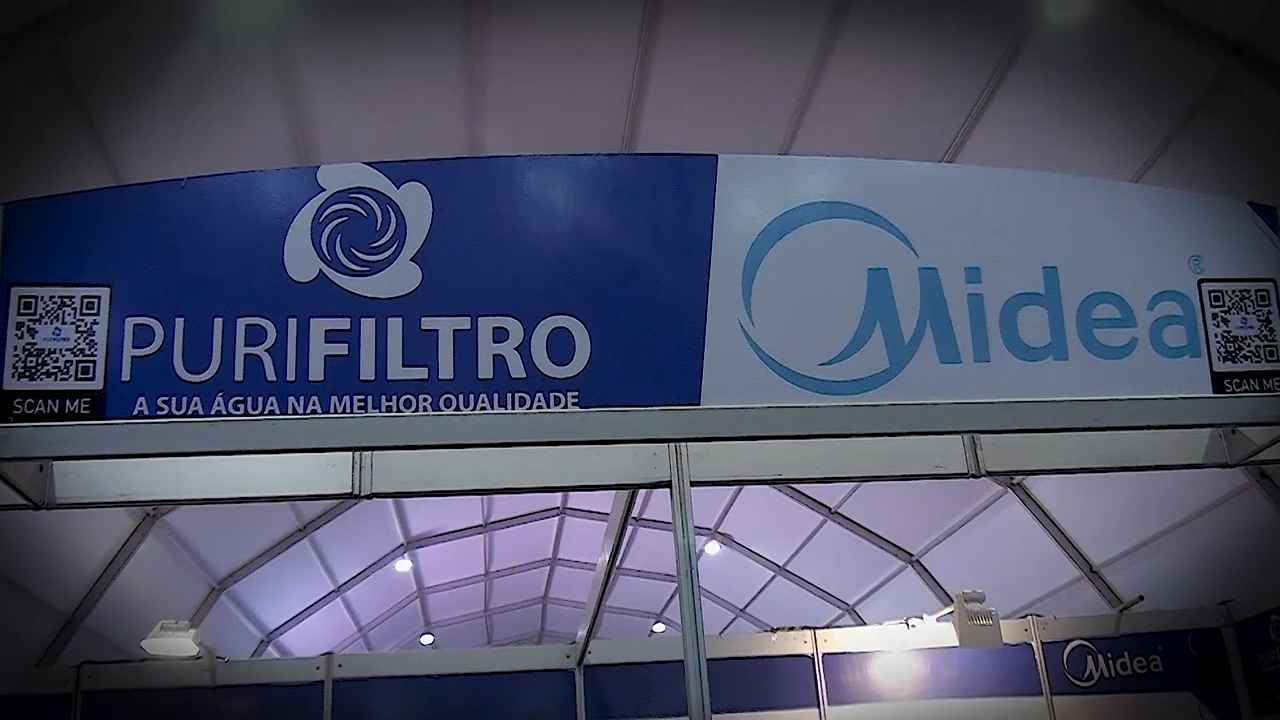 PURIFILTRO
A SUA ÁGUA NA MELHOR QUALIDADE
SCAN ME
Midea®
SCAN ME
Midea